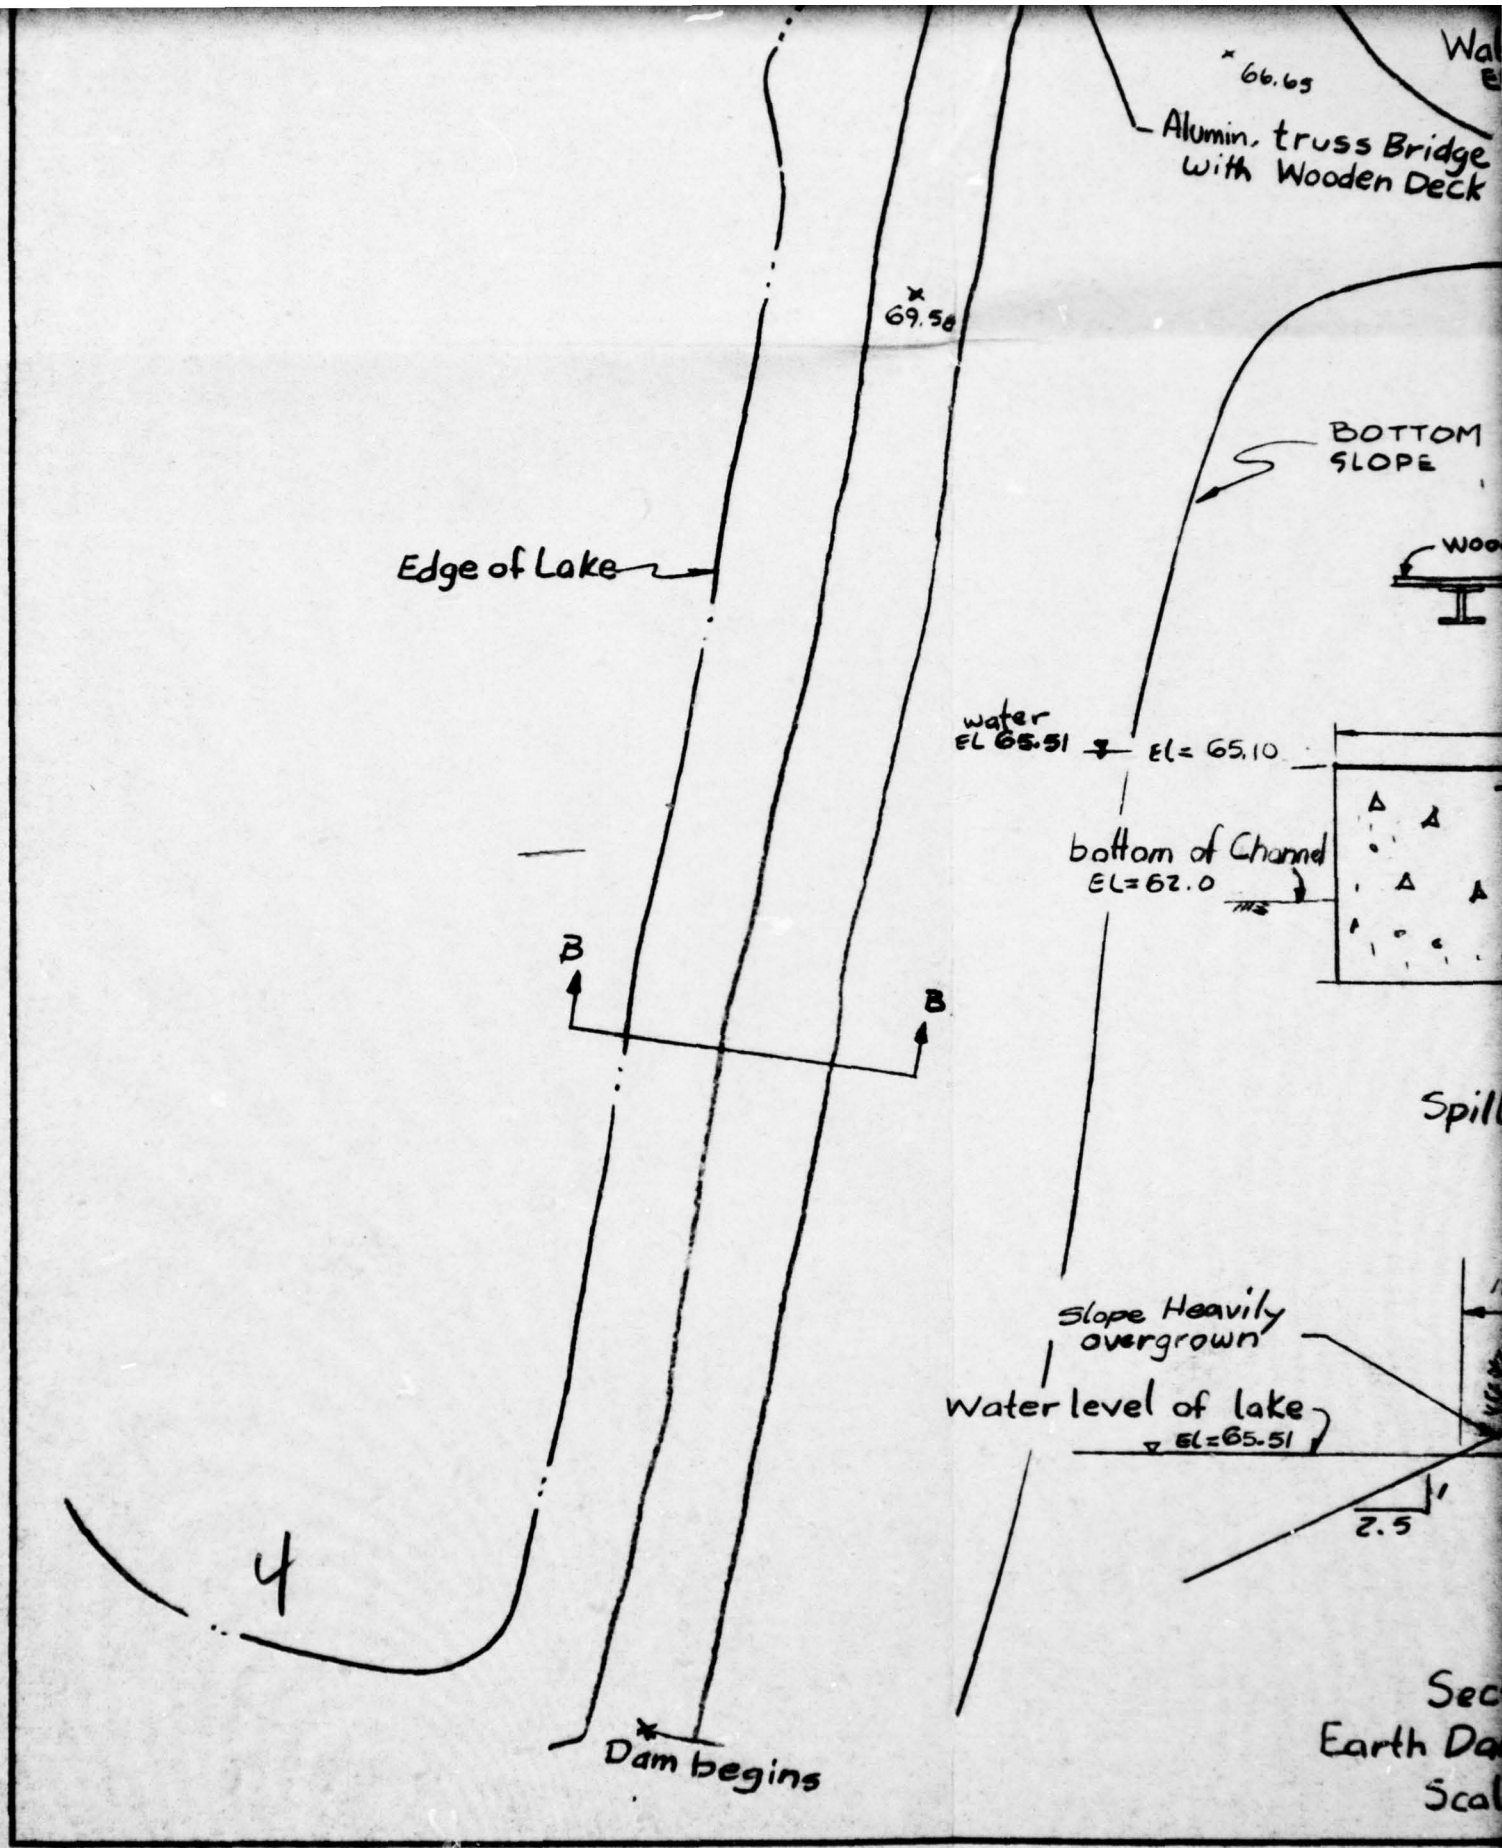 Wal
E
66.65
Alumin. truss Bridge
with Wooden Deck
69.58
BOTTOM
SLOPE
Edge of Lake
woo
water
EL 65.51
El= 65.10
bottom of Channel
EL=62.0
B
B
Spill
Slope Heavily
overgrown
Water level of lake
El=65.51
1
2.5
4
Sec
Earth Da
Scal
Dam begins